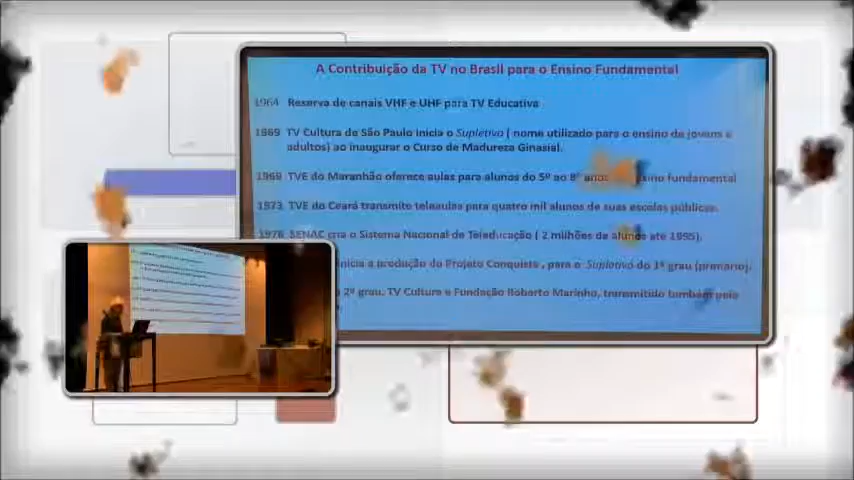 A Contribuição da TV no Brasil para o Ensino Fundamental
1964 Reserva de canais VHF e UHF para TV Educativa
1969 TV Cultura de São Paulo inicia o Supletivo ( nome utilizado para o ensino de jovens e
adultos) ao inaugurar o Curso de Madureza Ginasial.
1969 TVE do Maranhão oferece aulas para alunos do 5º ao 8º fundamental
1973 TVE do Ceará transmite teleaulas para quatro mil alunos de suas escolas públicas.
1976 SENAC cria o Sistema Nacional de Teleducação ( 2 milhões de alunos até 1995).
inicia a produção do Projeto Conquista , para o Supletivo do 1º grau (primário).
2º grau, TV Cultura e Fundação Roberto Marinho, transmitido também pelo